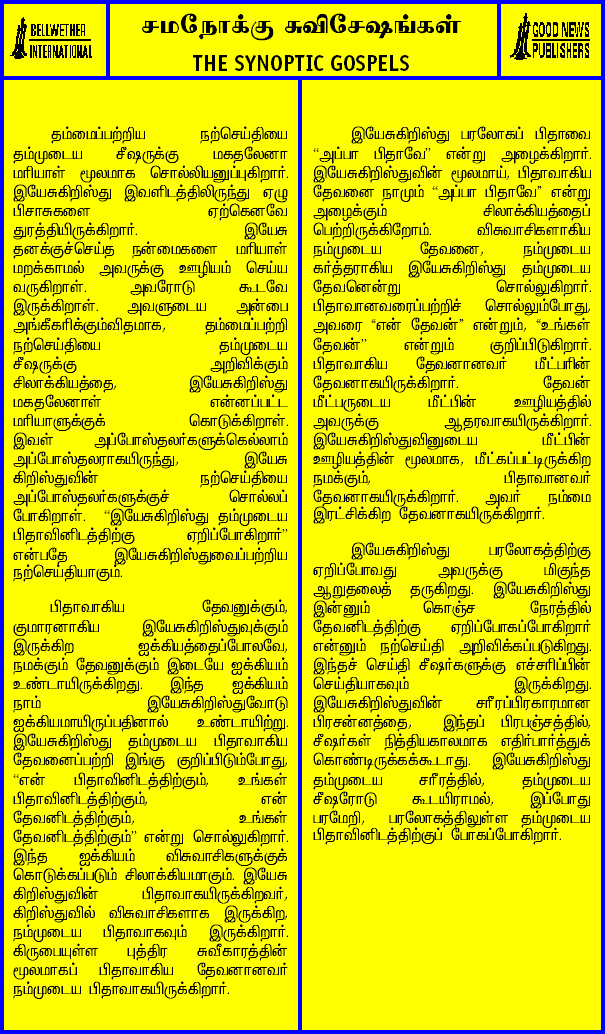 BELLWETHER
INTERNATIONAL
சமநோக்கு சுவிசேஷங்கள்
THE SYNOPTIC GOSPELS
GOOD NEWS
PUBLISHERS
தம்மைப்பற்றிய நற்செய்தியை
தம்முடைய சீஷருக்கு மகதலேனா
மரியாள் மூலமாக சொல்லியனுப்புகிறார்.
இயேசுகிறிஸ்து இவளிடத்திலிருந்து ஏழு
பிசாசுகளை ஏற்கெனவே
துரத்தியிருக்கிறார். இயேசு
தனக்குச்செய்த நன்மைகளை மரியாள்
மறக்காமல் அவருக்கு ஊழியம் செய்ய
வருகிறாள். அவரோடு கூடவே
இருக்கிறாள். அவளுடைய அன்பை
அங்கீகரிக்கும்விதமாக, தம்மைப்பற்றி
நற்செய்தியை தம்முடைய
சீஷருக்கு அறிவிக்கும்
சிலாக்கியத்தை, இயேசுகிறிஸ்து
மகதலேனாள் என்னப்பட்ட
மரியாளுக்குக் கொடுக்கிறாள்.
இவள் அப்போஸ்தலர்களுக்கெல்லாம்
அப்போஸ்தலராகயிருந்து, இயேசு
கிறிஸ்துவின் நற்செய்தியை
அப்போஸ்தலர்களுக்குச் சொல்லப்
போகிறாள். “இயேசுகிறிஸ்து தம்முடைய
பிதாவினிடத்திற்கு ஏறிப்போகிறார்”
என்பதே இயேசுகிறிஸ்துவைப்பற்றிய
நற்செய்தியாகும்.
பிதாவாகிய தேவனுக்கும்,
குமாரனாகிய இயேசுகிறிஸ்துவுக்கும்
இருக்கிற ஐக்கியத்தைப்போலவே,
நமக்கும் தேவனுக்கும் இடையே ஐக்கியம்
உண்டாயிருக்கிறது. இந்த ஐக்கியம்
நாம் இயேசுகிறிஸ்துவோடு
ஐக்கியமாயிருப்பதினால் உண்டாயிற்று.
இயேசுகிறிஸ்து தம்முடைய பிதாவாகிய
தேவனைப்பற்றி இங்கு குறிப்பிடும்போது,
“என் பிதாவினிடத்திற்கும், உங்கள்
பிதாவினிடத்திற்கும், என்
தேவனிடத்திற்கும், உங்கள்
தேவனிடத்திற்கும்” என்று சொல்லுகிறார்.
இந்த ஐக்கியம் விசுவாசிகளுக்குக்
கொடுக்கப்படும் சிலாக்கியமாகும். இயேசு
கிறிஸ்துவின் பிதாவாகயிருக்கிறவர்,
கிறிஸ்துவில் விசுவாசிகளாக இருக்கிற,
நம்முடைய பிதாவாகவும் இருக்கிறார்.
கிருபையுள்ள புத்திர சுவீகாரத்தின்
மூலமாகப் பிதாவாகிய தேவனானவர்
நம்முடைய பிதாவாகயிருக்கிறார்.
இயேசுகிறிஸ்து பரலோகப் பிதாவை
“அப்பா பிதாவே” என்று அழைக்கிறார்.
இயேசுகிறிஸ்துவின் மூலமாய், பிதாவாகிய
தேவனை நாமும் “அப்பா பிதாவே” என்று
அழைக்கும் சிலாக்கியத்தைப்
பெற்றிருக்கிறோம். விசுவாசிகளாகிய
நம்முடைய தேவனை, நம்முடைய
கர்த்தராகிய இயேசுகிறிஸ்து தம்முடைய
தேவனென்று சொல்லுகிறார்.
பிதாவானவரைப்பற்றிச் சொல்லும்போது,
அவரை “என் தேவன்” என்றும், “உங்கள்
தேவன்” என்றும் குறிப்பிடுகிறார்.
பிதாவாகிய தேவனானவர் மீட்பரின்
தேவனாகயிருக்கிறார். தேவன்
மீட்பருடைய மீட்பின் ஊழியத்தில்
அவருக்கு ஆதரவாகயிருக்கிறார்.
இயேசுகிறிஸ்துவினுடைய மீட்பின்
ஊழியத்தின் மூலமாக, மீட்கப்பட்டிருக்கிற
நமக்கும், பிதாவானவர்
தேவனாகயிருக்கிறார். அவர் நம்மை
இரட்சிக்கிற தேவனாகயிருக்கிறார்.
இயேசுகிறிஸ்து பரலோகத்திற்கு
ஏறிப்போவது அவருக்கு மிகுந்த
ஆறுதலைத் தருகிறது. இயேசுகிறிஸ்து
இன்னும் கொஞ்ச நேரத்தில்
தேவனிடத்திற்கு ஏறிப்போகப்போகிறார்
என்னும் நற்செய்தி அறிவிக்கப்படுகிறது.
இந்தச் செய்தி சீஷர்களுக்கு எச்சரிப்பின்
செய்தியாகவும் இருக்கிறது.
இயேசுகிறிஸ்துவின் சரீரப்பிரகாரமான
பிரசன்னத்தை, இந்தப் பிரபஞ்சத்தில்,
சீஷர்கள் நித்தியகாலமாக எதிர்பார்த்துக்
கொண்டிருக்கக்கூடாது. இயேசுகிறிஸ்து
தம்முடைய சரீரத்தில், தம்முடைய
சீஷரோடு கூடயிராமல், இப்போது
பரமேறி, பரலோகத்திலுள்ள தம்முடைய
பிதாவினிடத்திற்குப் போகப்போகிறார்.